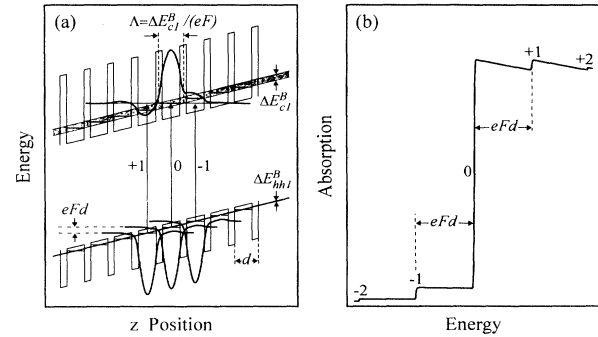 (a)
Λ=ΔE^B_c1/(eF)
ΔE^B_c1
+1
0
-1
ΔE^B_hh1
eFd
d
Energy
z Position
(b)
+1
+2
eFd
0
eFd
-1
-2
Absorption
Energy